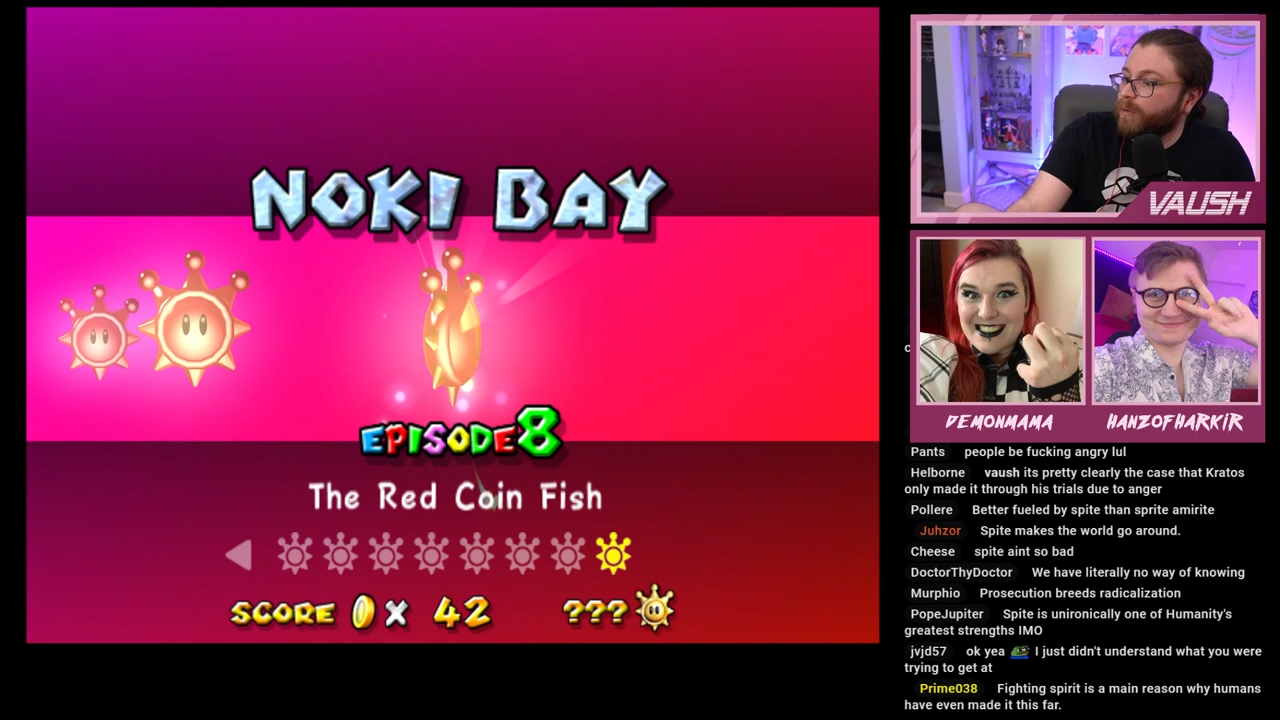 NOKI BAY
EPISODE 8
The Red Coin Fish
SCORE x 42 ???
VAUSH
DEMONMAMA HANZOFHARKIR
Pants people be fucking angry lul
Helborne vaush its pretty clearly the case that Kratos
only made it through his trials due to anger
Pollere Better fueled by spite than sprite amirite
Juhzor Spite makes the world go around.
Cheese spite aint so bad
DoctorThyDoctor We have literally no way of knowing
Murphio Prosecution breeds radicalization
PopeJupiter Spite is unironically one of Humanity's
greatest strengths IMO
jvjd57 ok yea I just didn't understand what you were
trying to get at
Prime038 Fighting spirit is a main reason why humans
have even made it this far.